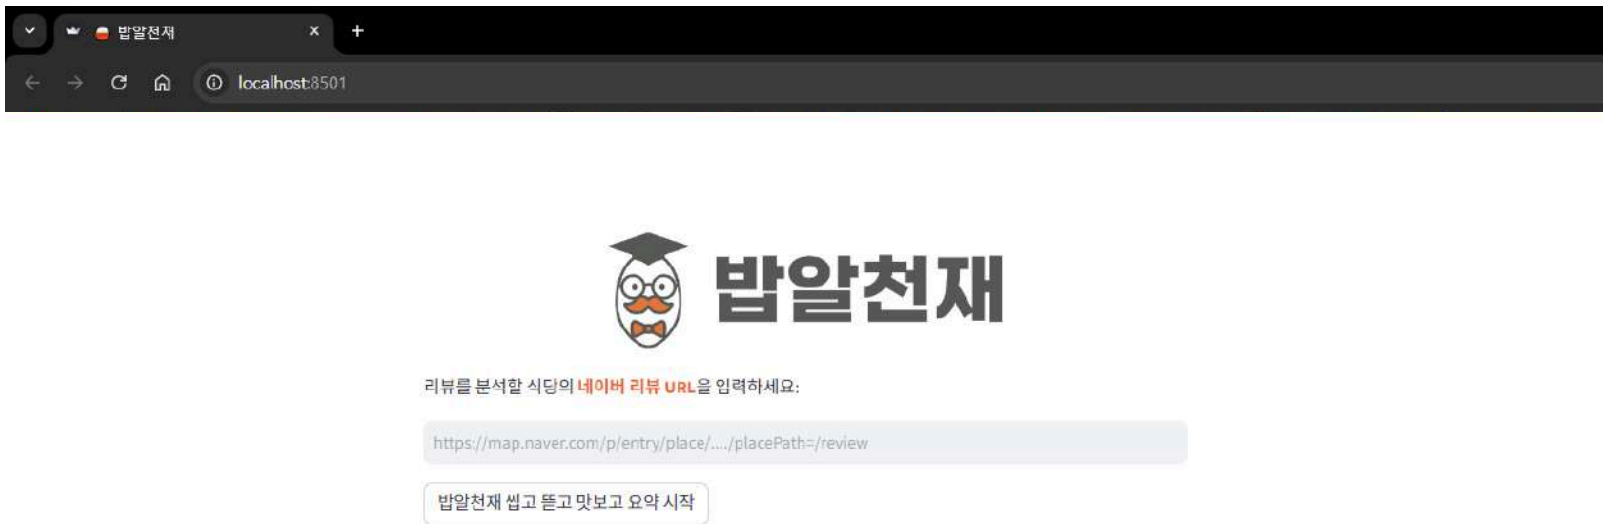 밥알천재
localhost:8501
밥알천재
리뷰를 분석할 식당의 네이버 리뷰 URL을 입력하세요:
https://map.naver.com/p/entry/place/..../placePath=/review
밥알천재 씹고 뜯고 맛보고 요약 시작